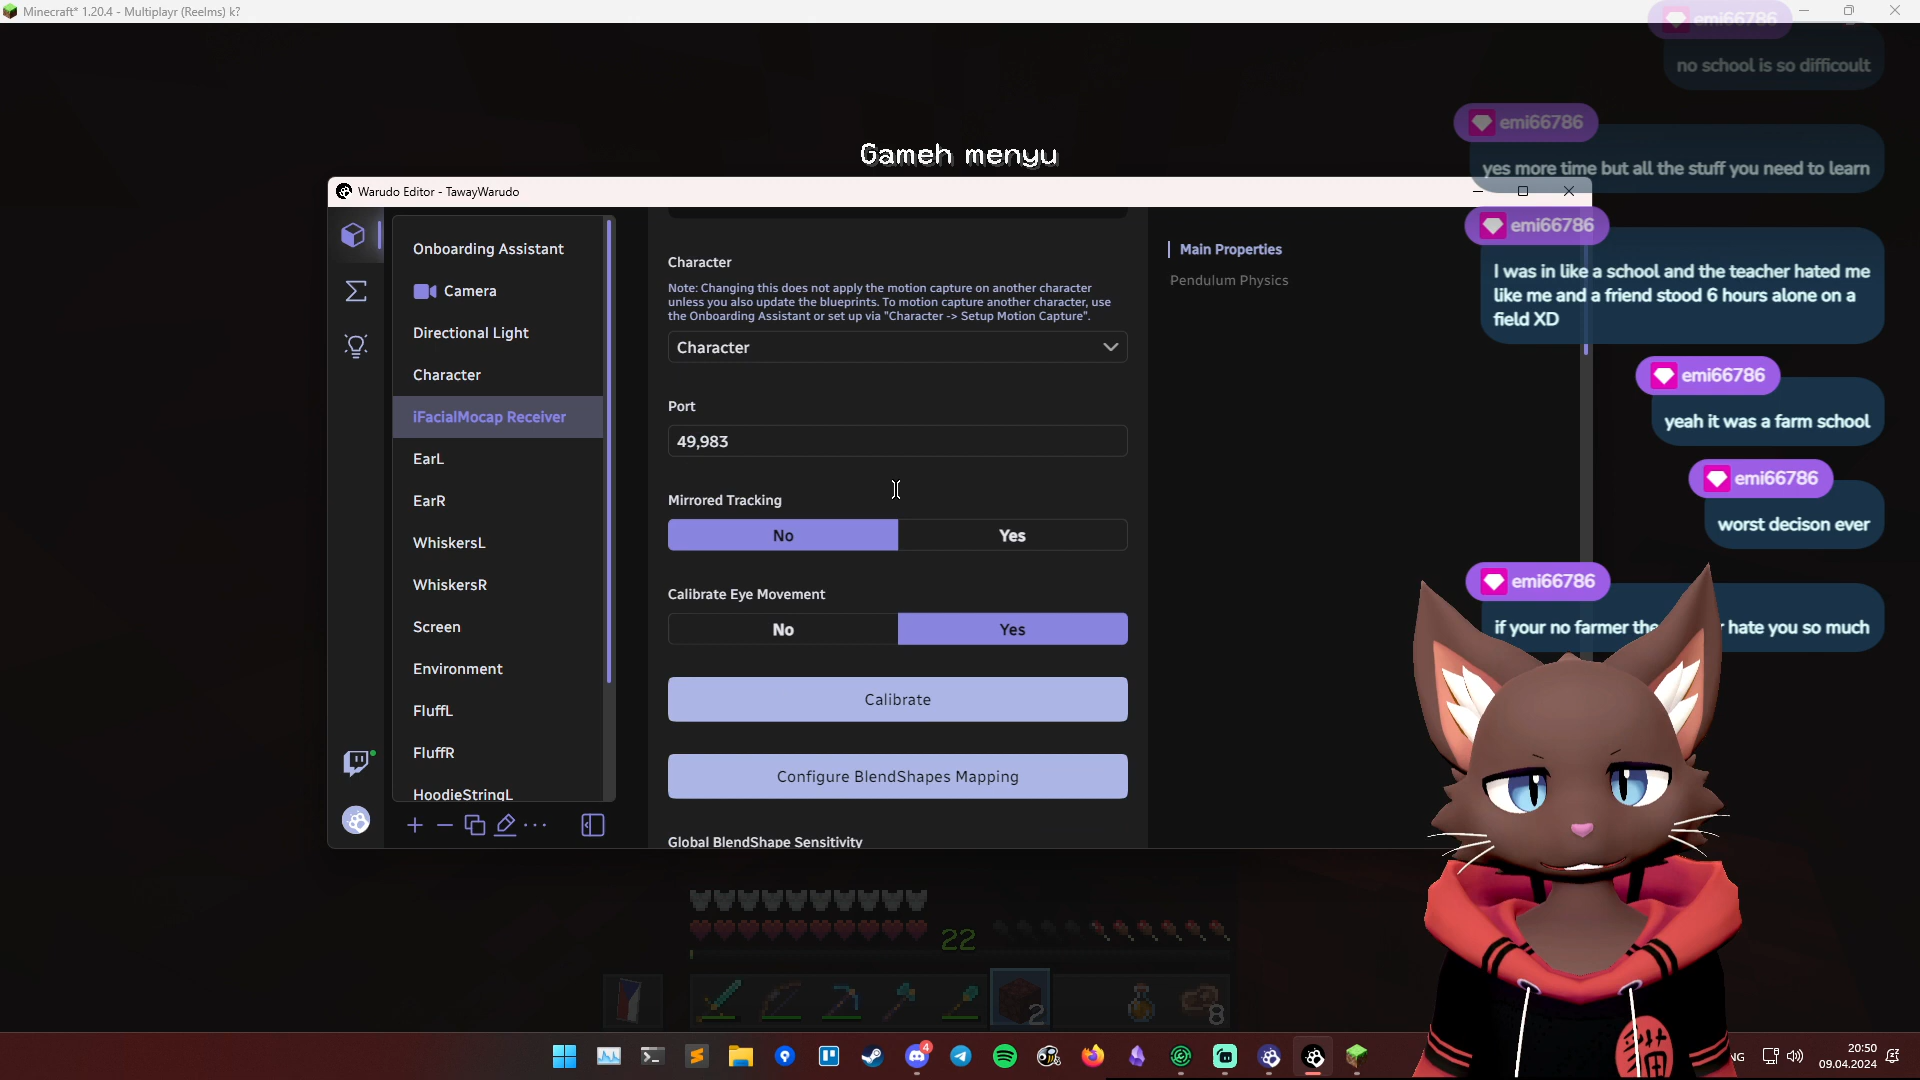 Minecraft* 1.20.4 - Multiplayr (Reelms) k?
Gameh menyu
Warudo Editor - TawayWarudo
Onboarding Assistant
Camera
Directional Light
Character
iFacialMocap Receiver
EarL
EarR
WhiskersL
WhiskersR
Screen
Environment
FluffL
FluffR
HoodieStringL
Character
Note: Changing this does not apply the motion capture on another character
unless you also update the blueprints. To motion capture another character, use
the Onboarding Assistant or set up via "Character -> Setup Motion Capture".
Character
Port
49,983
Mirrored Tracking
No
Yes
Calibrate Eye Movement
No
Yes
Calibrate
Configure BlendShapes Mapping
Global BlendShape Sensitivity
Main Properties
Pendulum Physics
emi66786
no school is so difficoult
emi66786
yes more time but all the stuff you need to learn
emi66786
I was in like a school and the teacher hated me
like me and a friend stood 6 hours alone on a
field XD
emi66786
yeah it was a farm school
emi66786
worst decison ever
emi66786
if your no farmer the hate you so much
22
2
8
4
20:50
09.04.2024